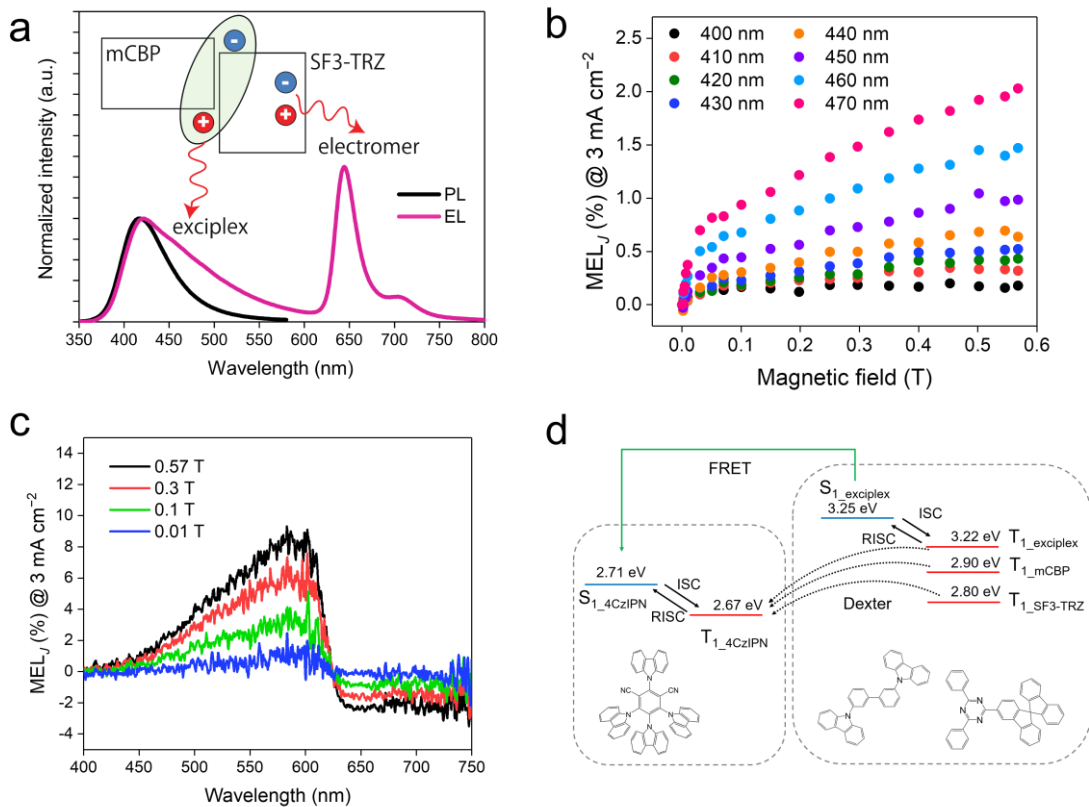 a
mCBP
-
SF3-TRZ
-
+
+
electromer
exciplex
PL
EL
Normalized intensity (a.u.)
350 400 450 500 550 600 650 700 750 800
Wavelength (nm)
b
400 nm 440 nm
410 nm 450 nm
420 nm 460 nm
430 nm 470 nm
MEL_J (%) @ 3 mA cm⁻²
2.5
2.0
1.5
1.0
0.5
0.0
0.0 0.1 0.2 0.3 0.4 0.5 0.6
Magnetic field (T)
c
0.57 T
0.3 T
0.1 T
0.01 T
MEL_J (%) @ 3 mA cm⁻²
14
12
10
8
6
4
2
0
-2
-4
400 450 500 550 600 650 700 750
Wavelength (nm)
d
FRET
S1_exciplex
3.25 eV
ISC
RISC
3.22 eV T1_exciplex
2.90 eV T1_mCBP
2.80 eV T1_SF3-TRZ
Dexter
2.71 eV
S1_4CzIPN
ISC
RISC
2.67 eV
T1_4CzIPN
N
NC CN
N N
N
N
N
N
N
N